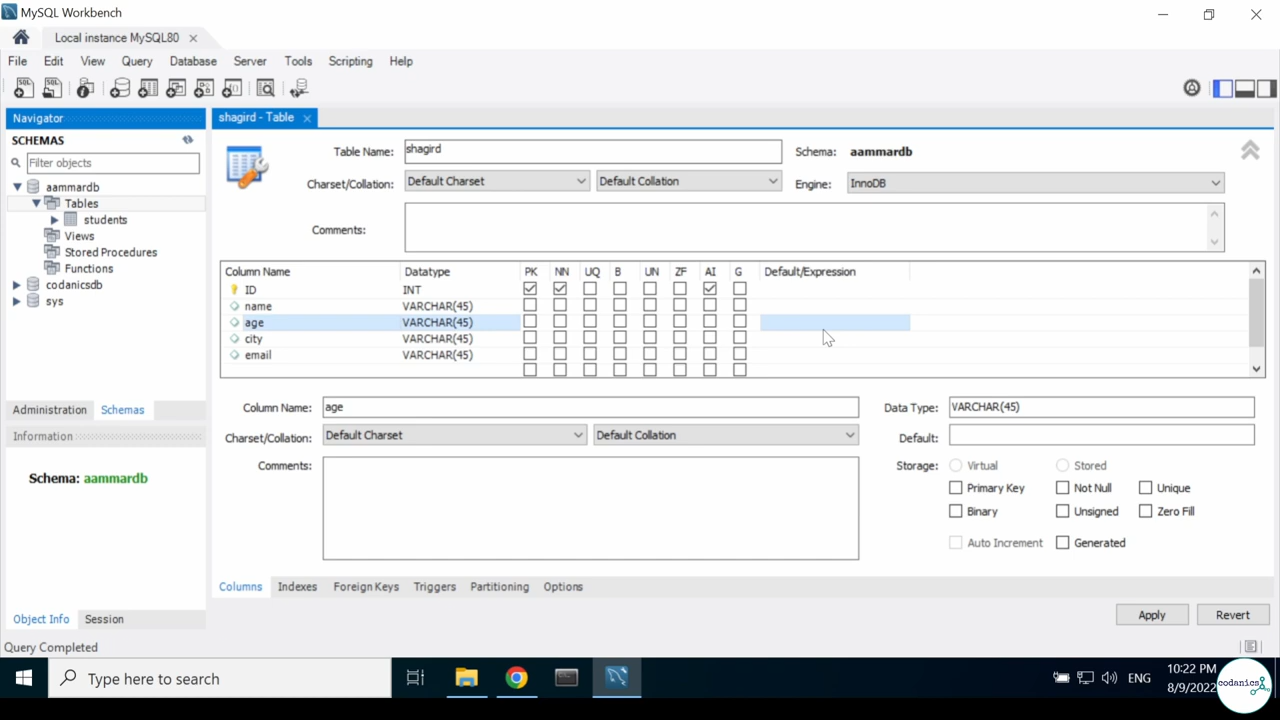 MySQL Workbench
Local instance MySQL80
File Edit View Query Database Server Tools Scripting Help
Navigator
SCHEMAS
Filter objects
aammardb
Tables
students
Views
Stored Procedures
Functions
codanicsdb
sys
Administration Schemas
Information
Schema: aammardb
Object Info Session
shagird - Table
Table Name: shagird Schema: aammardb
Charset/Collation: Default Charset Default Collation Engine: InnoDB
Comments:
Column Name Datatype PK NN UQ B UN ZF AI G Default/Expression
ID INT
name VARCHAR(45)
age VARCHAR(45)
city VARCHAR(45)
email VARCHAR(45)
Column Name: age Data Type: VARCHAR(45)
Charset/Collation: Default Charset Default Collation Default:
Comments: Storage: Virtual Stored
Primary Key Not Null Unique
Binary Unsigned Zero Fill
Auto Increment Generated
Columns Indexes Foreign Keys Triggers Partitioning Options
Apply Revert
Query Completed
Type here to search
ENG
10:22 PM
8/9/2022
codanics